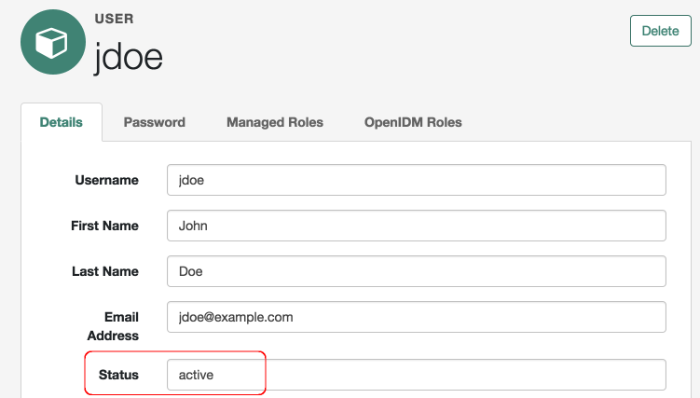 USER
jdoe
Delete
Details Password Managed Roles OpenIDM Roles
Username jdoe
First Name John
Last Name Doe
Email
Address jdoe@example.com
Status active